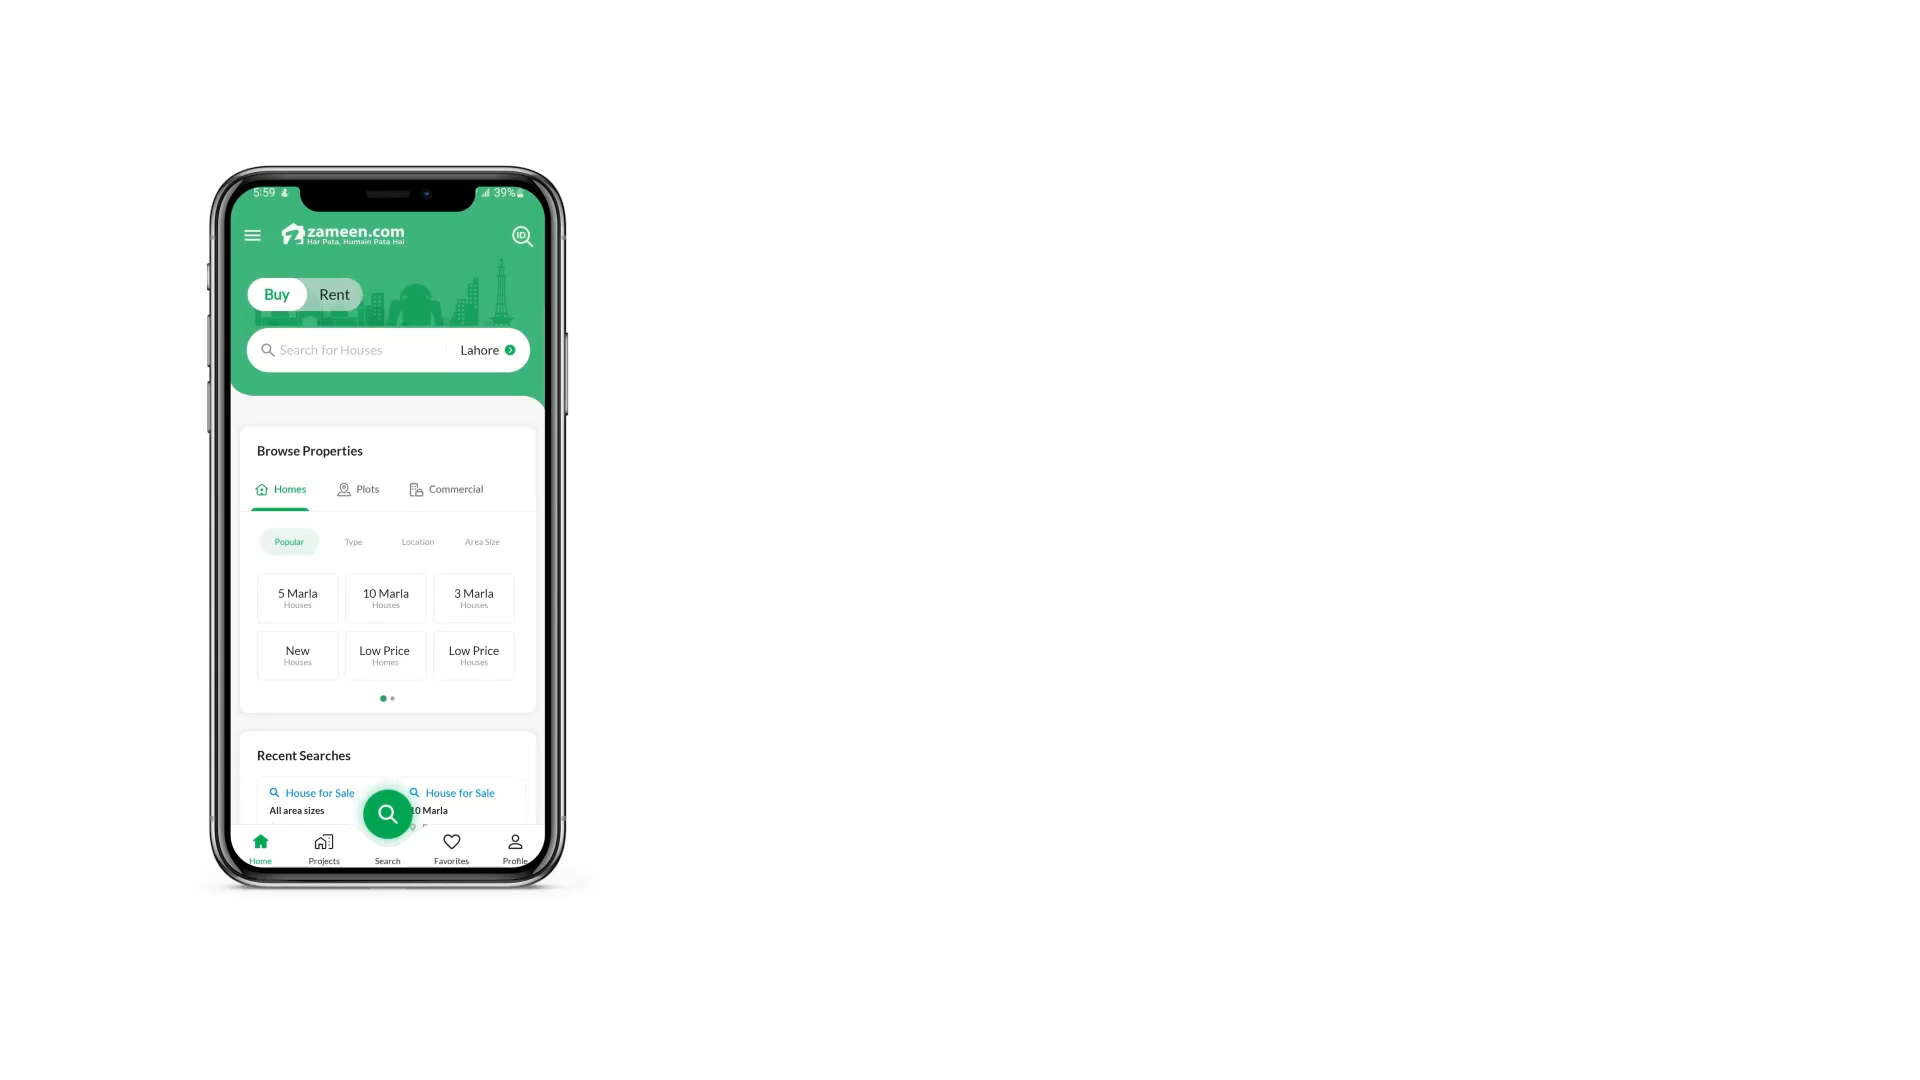 5:59
39%
zameen.com
Har Pata, Humain Pata Hai
ID
Buy Rent
Search for Houses Lahore
Browse Properties
Homes Plots Commercial
Popular Type Location Area Size
5 Marla 10 Marla 3 Marla
Houses Houses Houses
New Low Price Low Price
Houses Homes Houses
Recent Searches
House for Sale House for Sale
All area sizes 10 Marla
Home Projects Search Favorites Profile